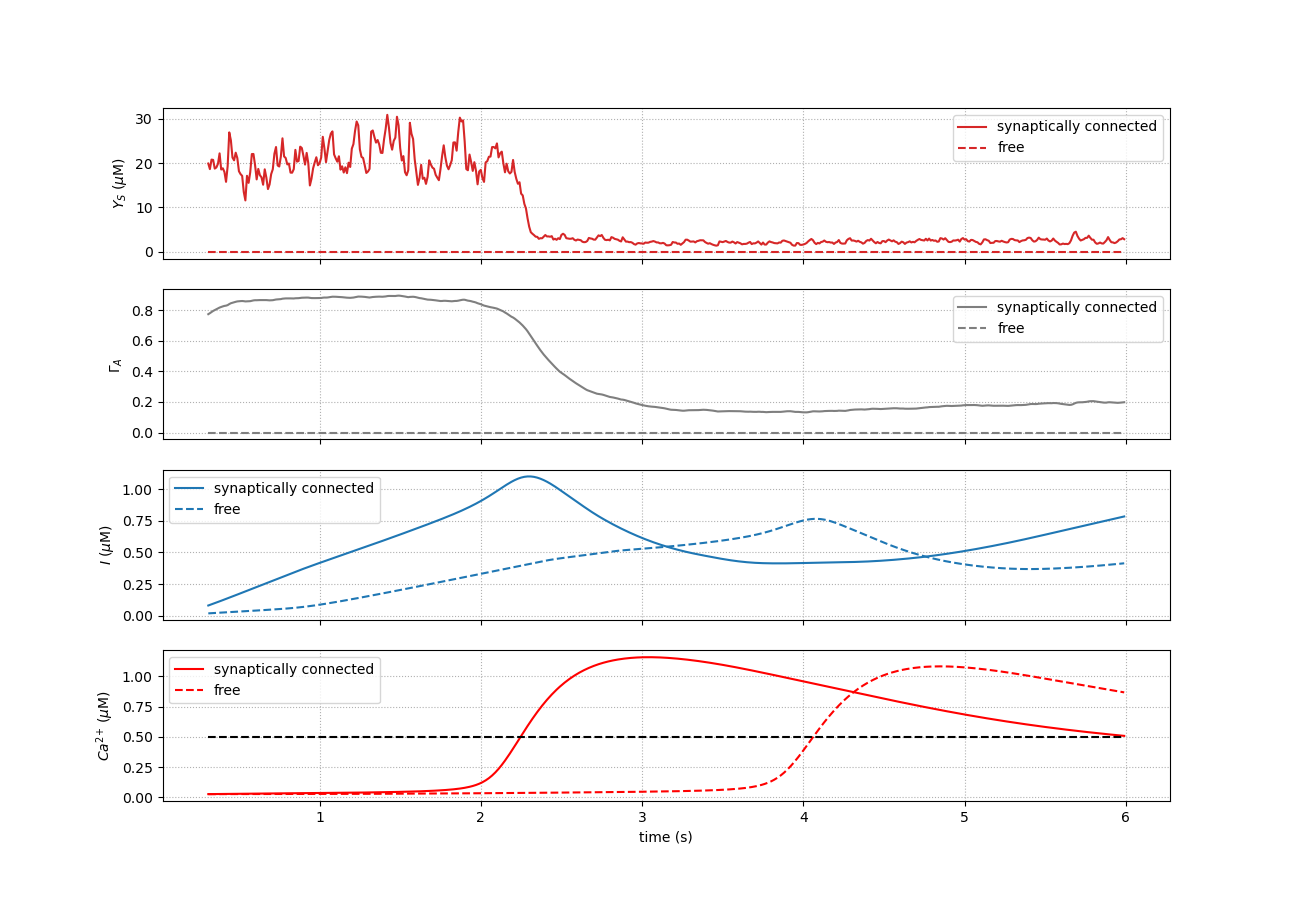 30
20
10
0
Y_S (μM)
synaptically connected
free
0.8
0.6
0.4
0.2
0.0
Γ_A
synaptically connected
free
1.00
0.75
0.50
0.25
0.00
I (μM)
synaptically connected
free
1.00
0.75
0.50
0.25
0.00
Ca²⁺ (μM)
synaptically connected
free
1 2 3 4 5 6
time (s)